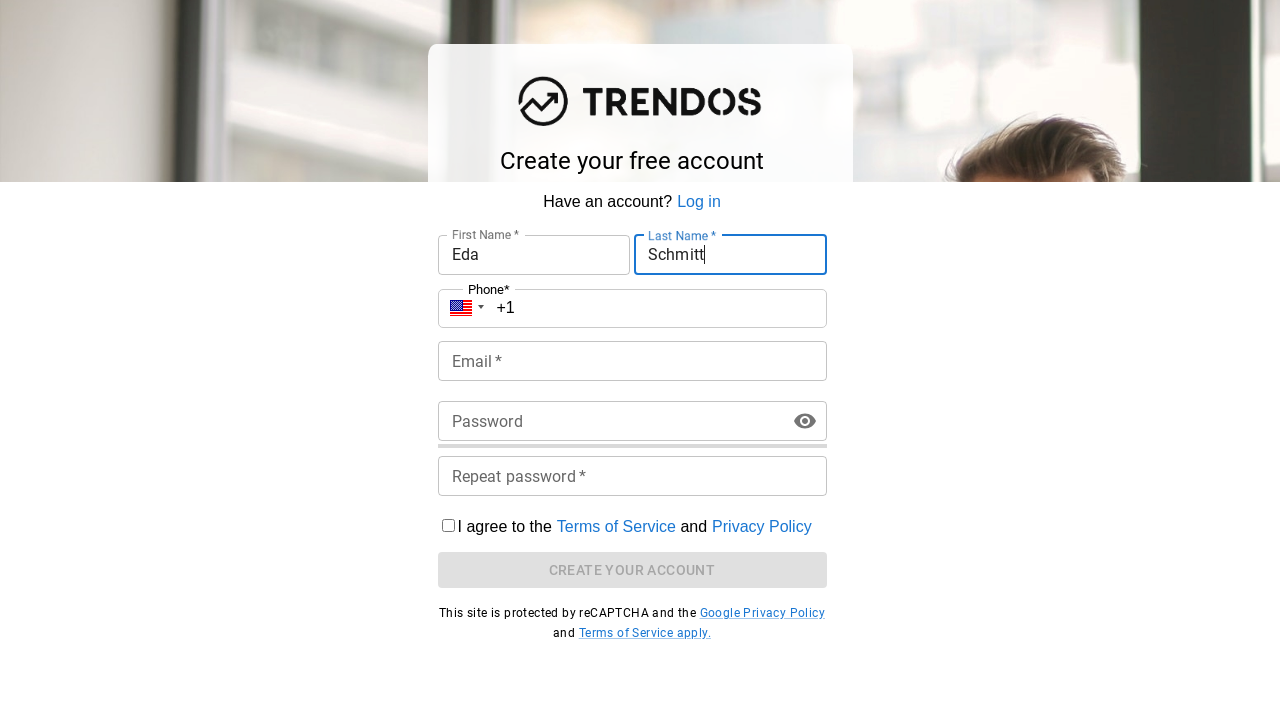 TRENDOS
Create your free account
Have an account? Log in
First Name *
Last Name *
Eda
Schmitt
Phone*
+1
Email *
Password
Repeat password *
I agree to the Terms of Service and Privacy Policy
CREATE YOUR ACCOUNT
This site is protected by reCAPTCHA and the Google Privacy Policy
and Terms of Service apply.